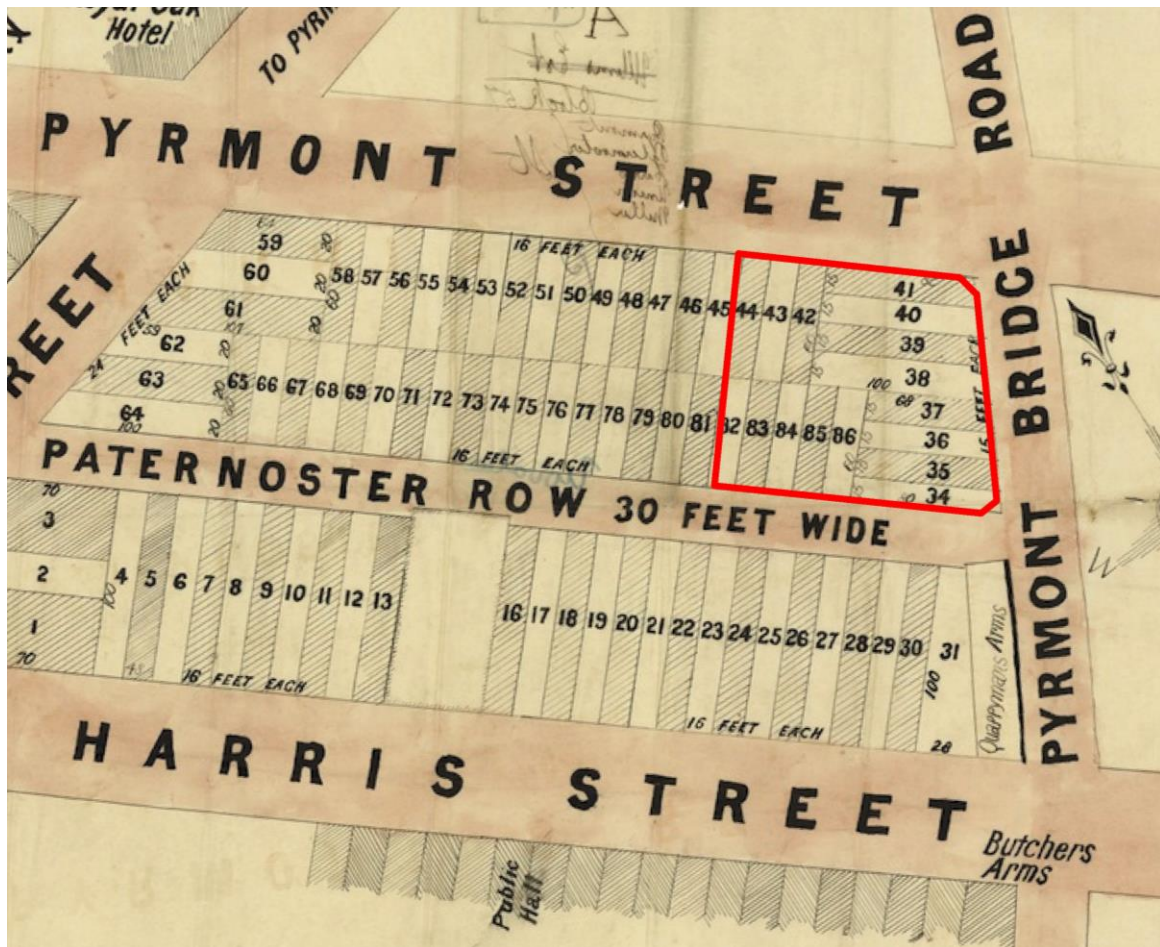 Hotel
TO PYRM
PYRMONT STREET
ROAD
PYRMONT BRIDGE
REET
16 FEET EACH
59
60
61
62
63
64
24 FEET EACH
58 57 56 55 54 53 52 51 50 49 48 47 46 45 44 43 42
41
40
39
38
37
36
35
34
15 FEET EACH
65 66 67 68 69 70 71 72 73 74 75 76 77 78 79 80 81 82 83 84 85 86
16 FEET EACH
PATERNOSTER ROW 30 FEET WIDE
70
3
2
1
70
4 5 6 7 8 9 10 11 12 13
100
16 FEET EACH
16 17 18 19 20 21 22 23 24 25 26 27 28 29 30 31
100
16 FEET EACH
28
Quarrymans Arms
HARRIS STREET
Butchers
Arms
Public
Hall